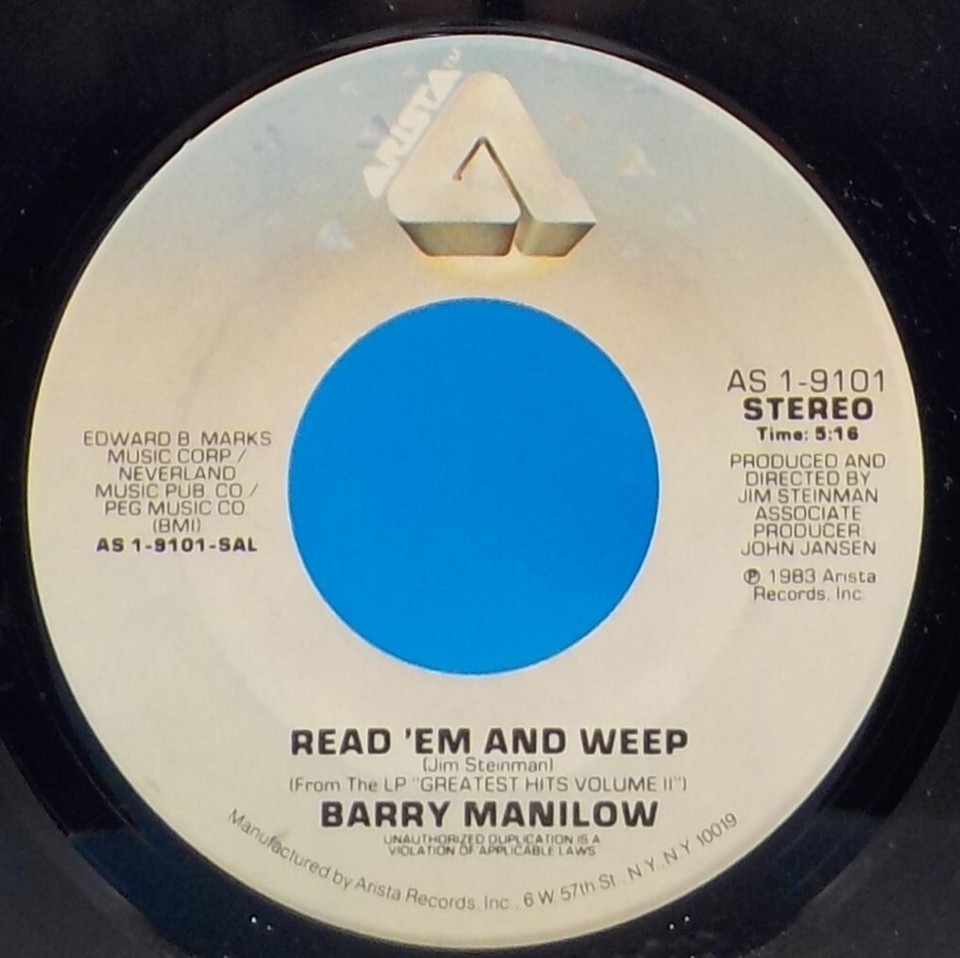 ARISTA™
EDWARD B. MARKS
MUSIC CORP./
NEVERLAND
MUSIC PUB. CO./
PEG MUSIC CO.
(BMI)
AS 1-9101-SAL
AS 1-9101
STEREO
Time: 5:16
PRODUCED AND
DIRECTED BY
JIM STEINMAN
ASSOCIATE
PRODUCER:
JOHN JANSEN
℗ 1983 Arista
Records, Inc.
READ 'EM AND WEEP
(Jim Steinman)
(From The LP "GREATEST HITS VOLUME II")
BARRY MANILOW
UNAUTHORIZED DUPLICATION IS A
VIOLATION OF APPLICABLE LAWS
Manufactured by Arista Records, Inc., 6 W. 57th St., N.Y., N.Y. 10019